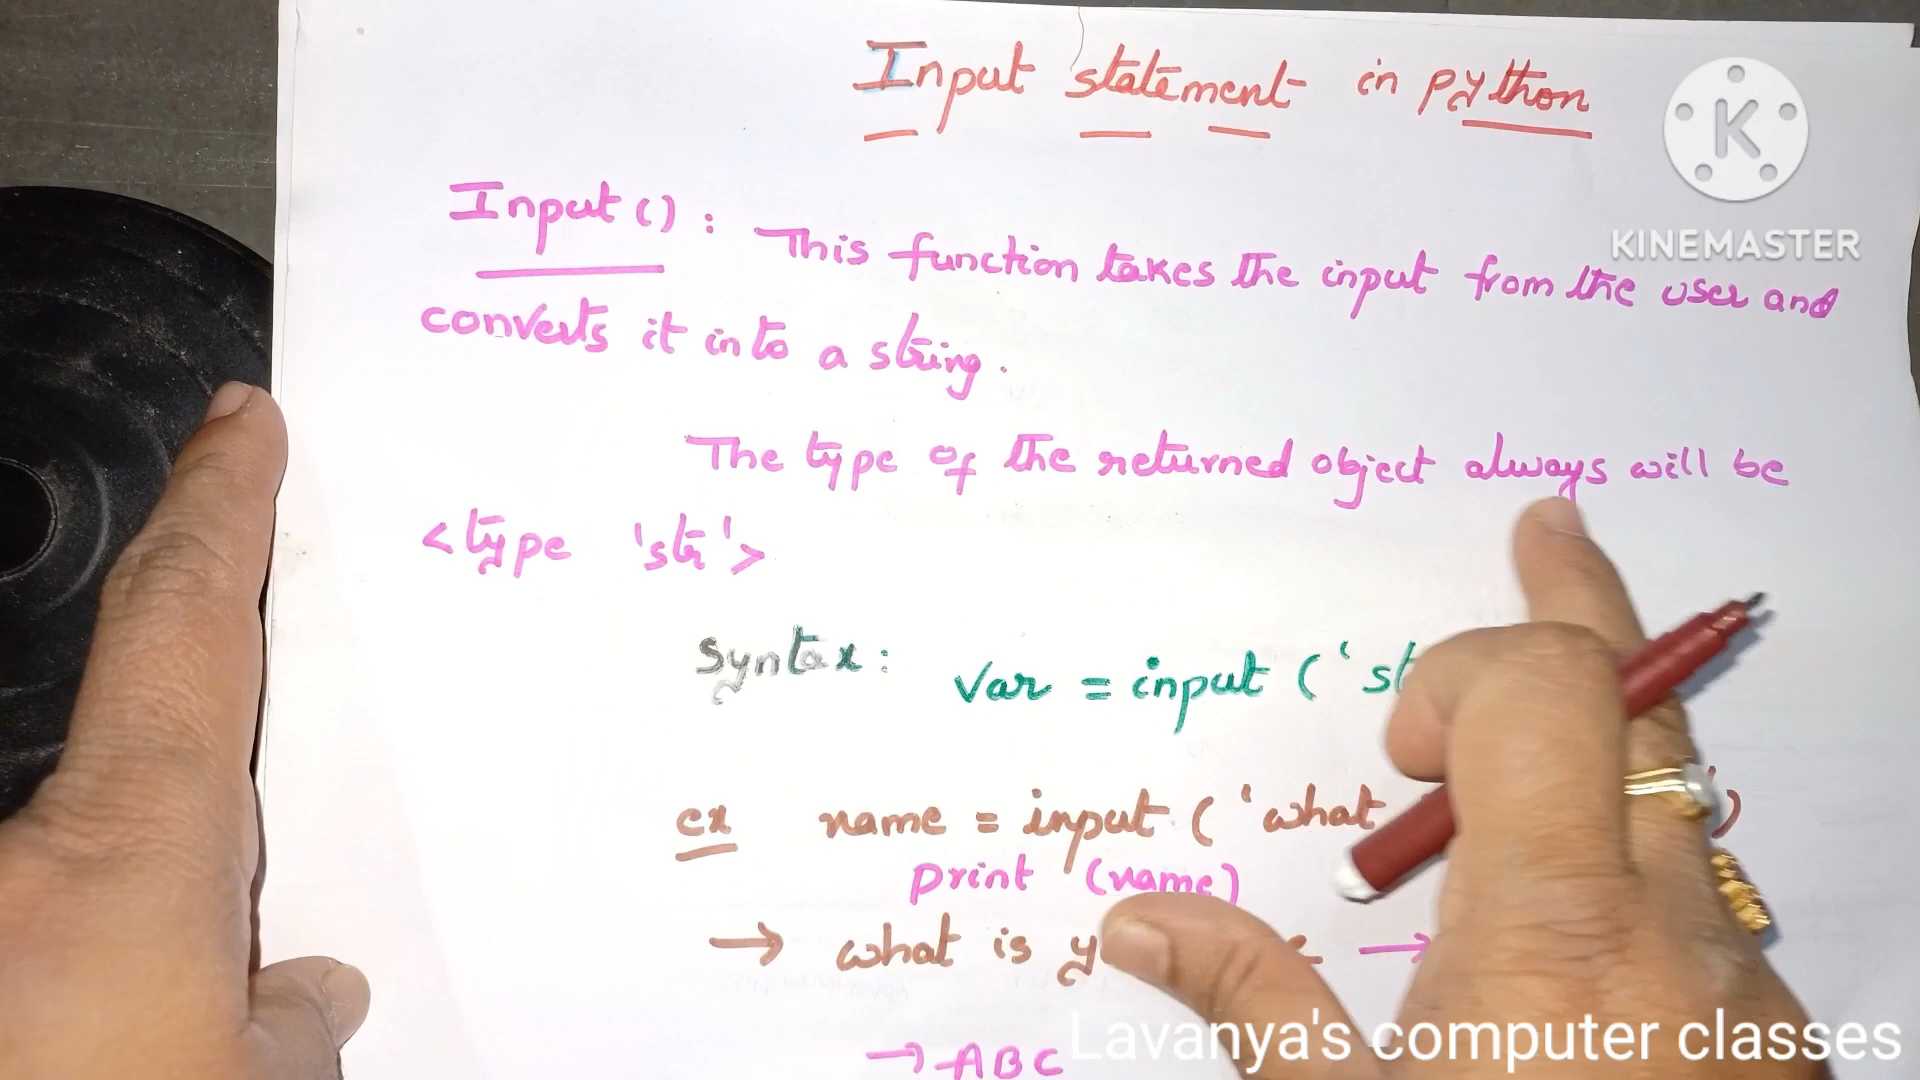 Input statement in python
K
KINEMASTER
Input() : This function takes the input from the user and
converts it into a string.
The type of the returned object always will be
<type 'str'>
Syntax: Var = input ('st
ex name = input ('what ')
print (name)
→ what is →
→ ABC
Lavanya's computer classes